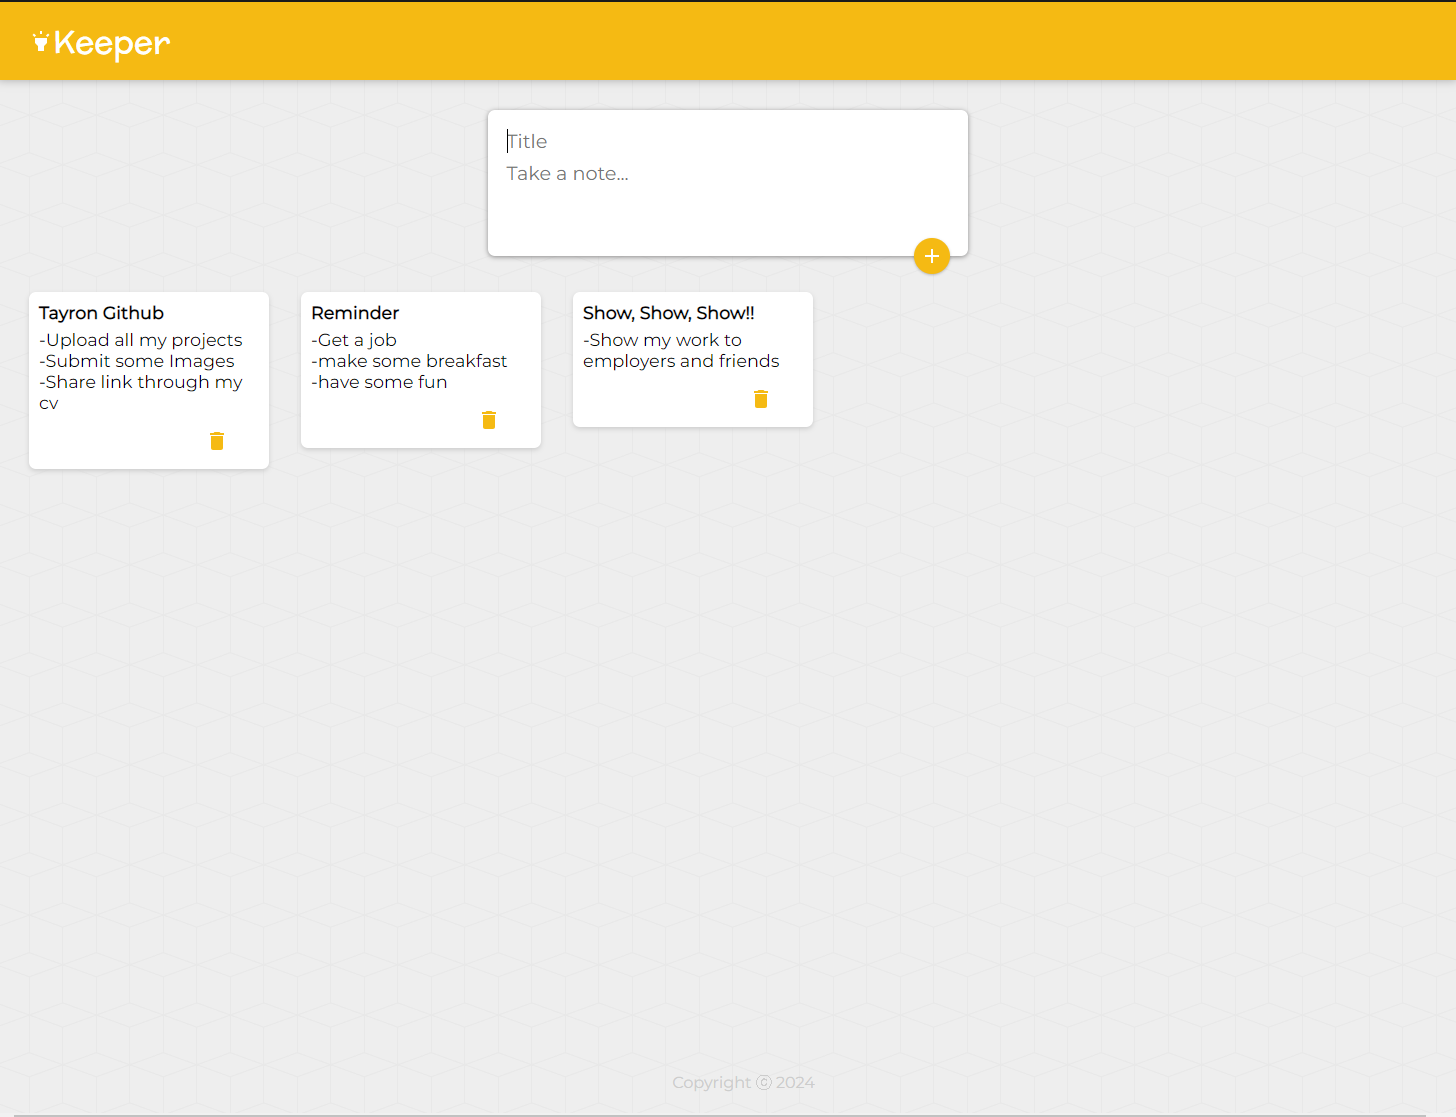 Keeper
Title
Take a note...
Tayron Github
-Upload all my projects
-Submit some Images
-Share link through my
cv
Reminder
-Get a job
-make some breakfast
-have some fun
Show, Show, Show!!
-Show my work to
employers and friends
Copyright ⓒ 2024